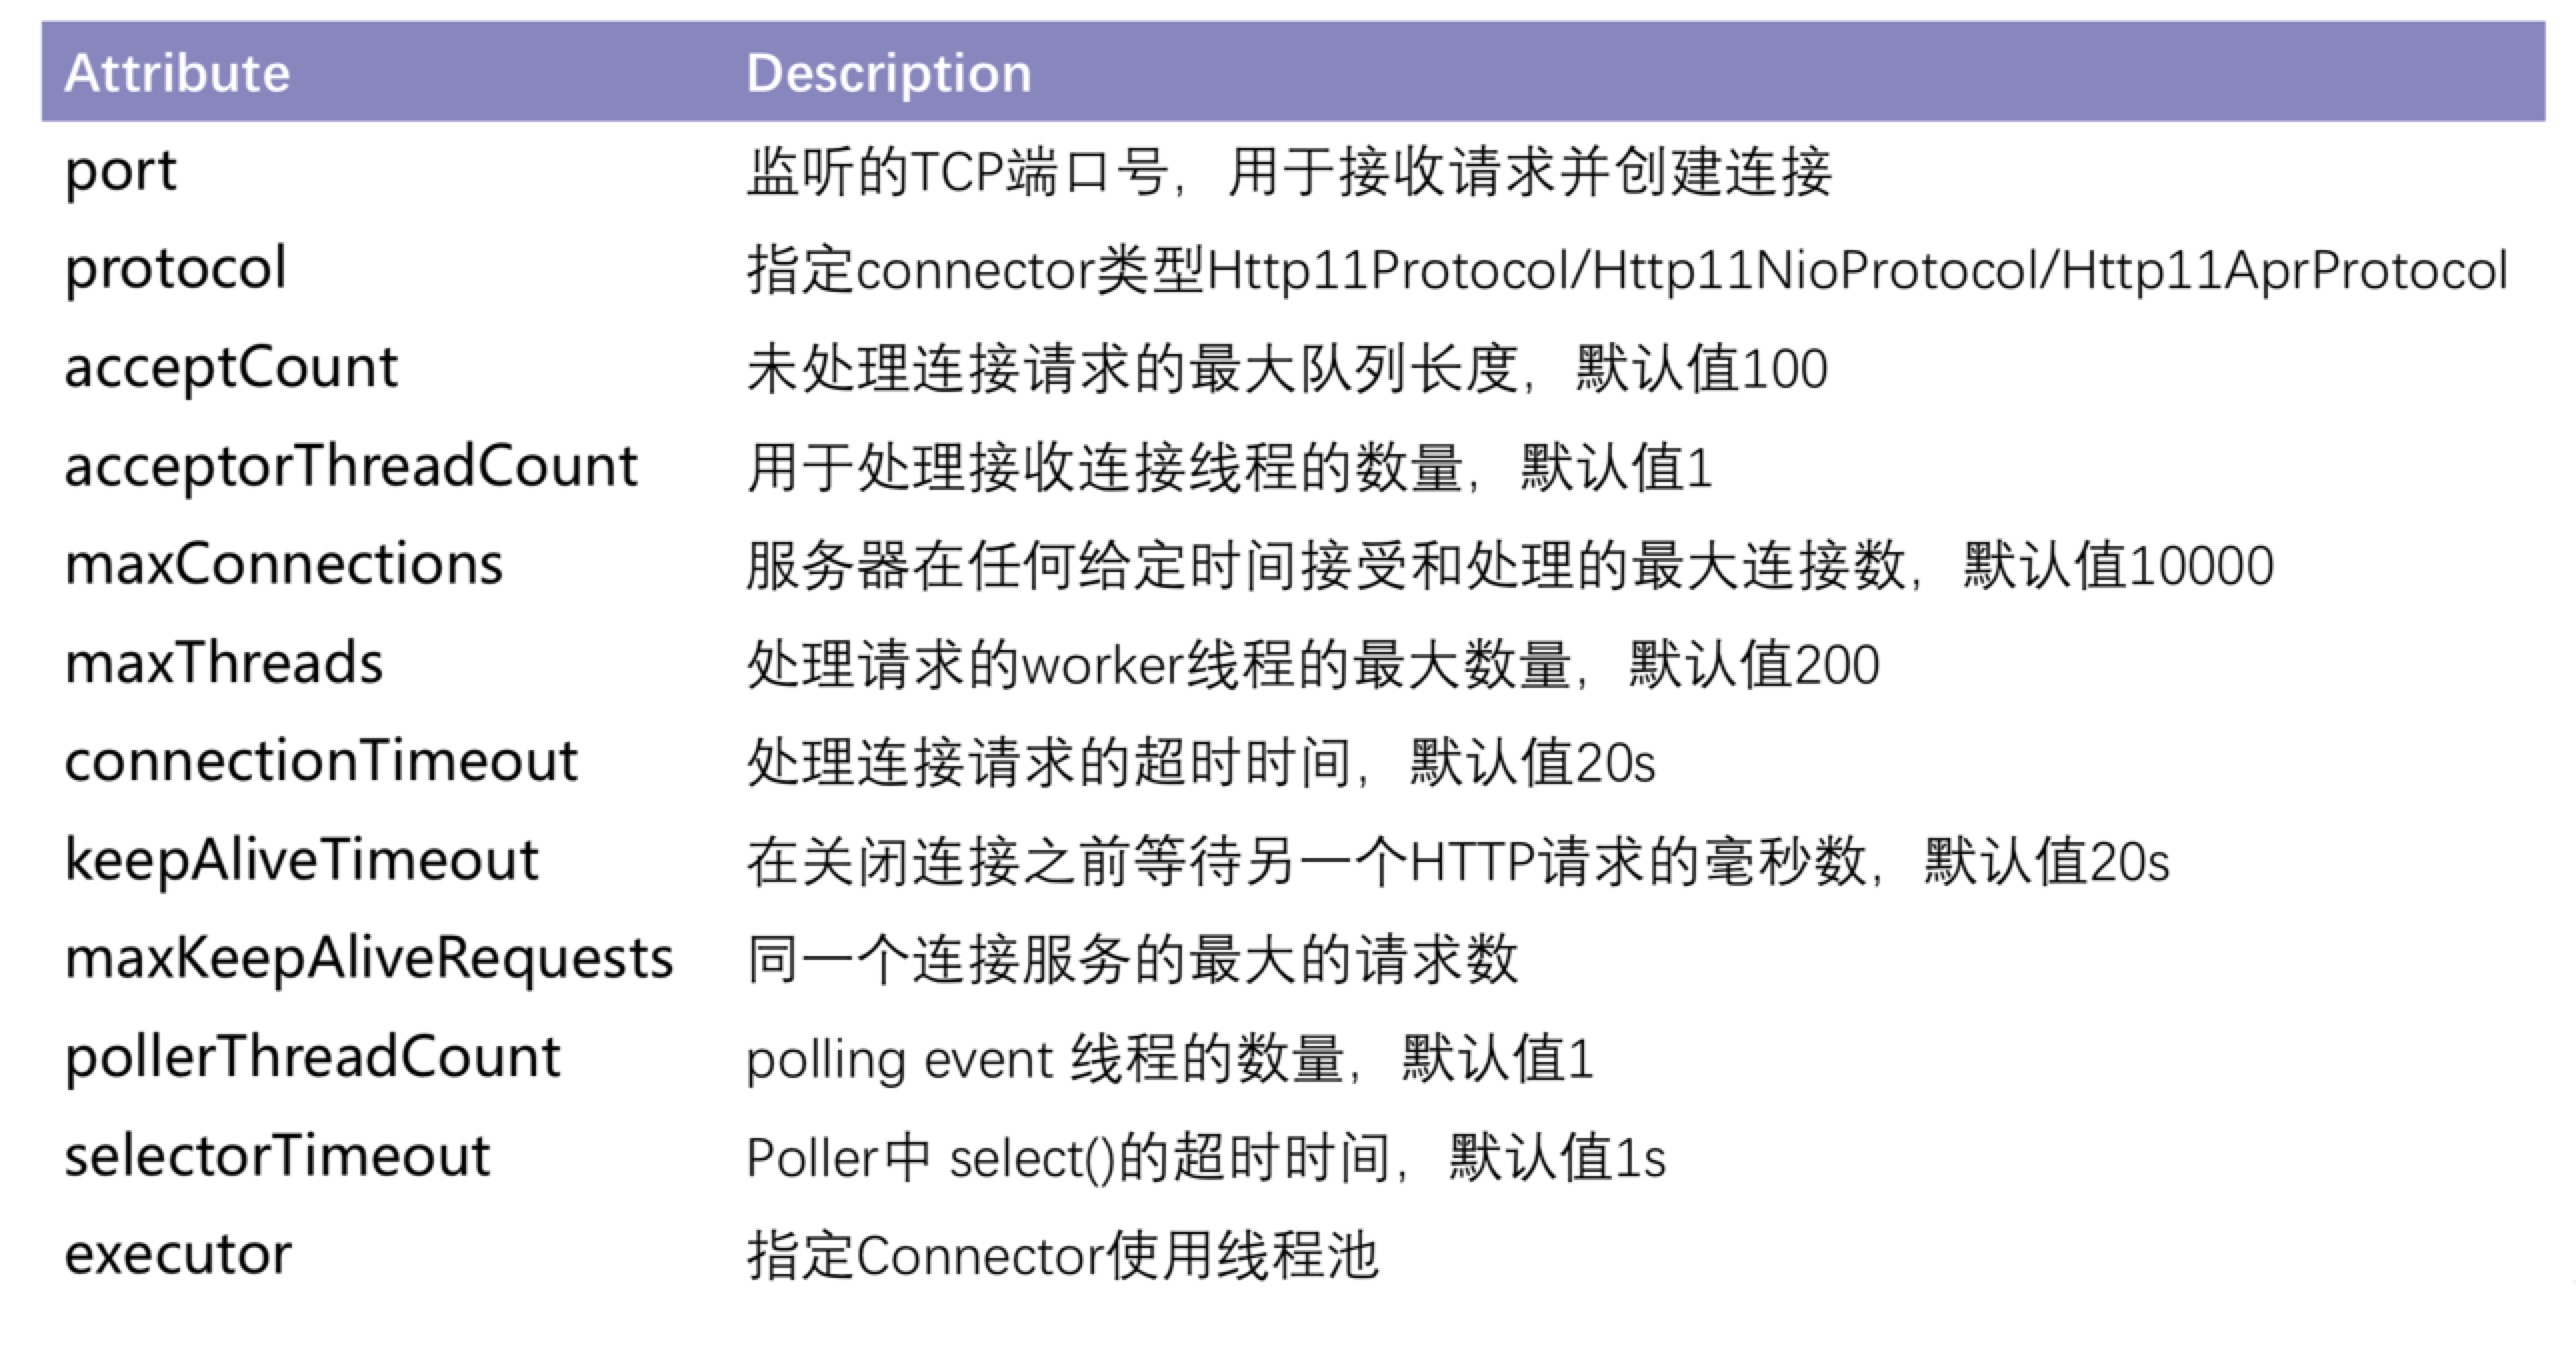 Attribute Description
port 监听的TCP端口号，用于接收请求并创建连接
protocol 指定connector类型Http11Protocol/Http11NioProtocol/Http11AprProtocol
acceptCount 未处理连接请求的最大队列长度，默认值100
acceptorThreadCount 用于处理接收连接线程的数量，默认值1
maxConnections 服务器在任何给定时间接受和处理的最大连接数，默认值10000
maxThreads 处理请求的worker线程的最大数量，默认值200
connectionTimeout 处理连接请求的超时时间，默认值20s
keepAliveTimeout 在关闭连接之前等待另一个HTTP请求的毫秒数，默认值20s
maxKeepAliveRequests 同一个连接服务的最大的请求数
pollerThreadCount polling event 线程的数量，默认值1
selectorTimeout Poller中 select()的超时时间，默认值1s
executor 指定Connector使用线程池